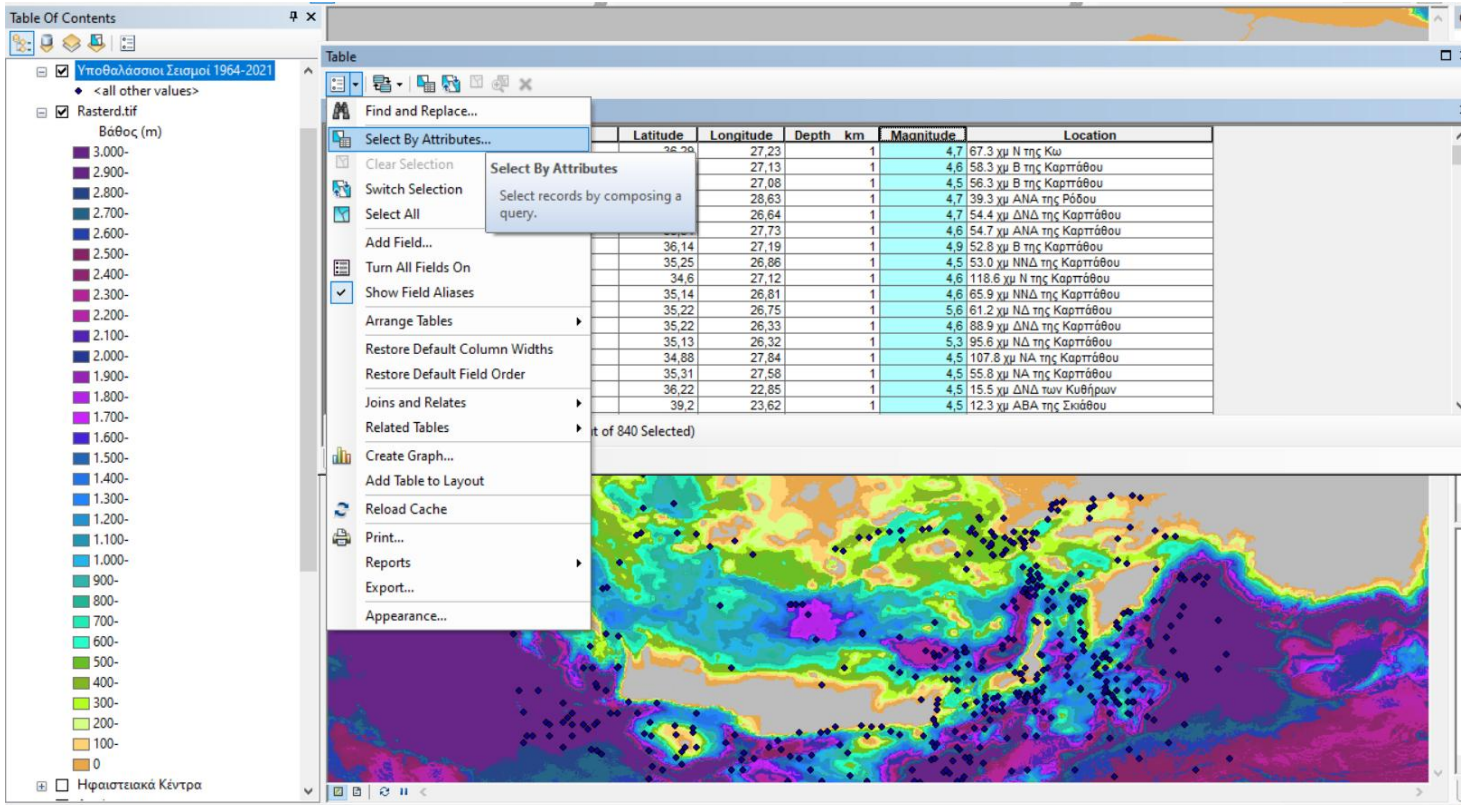 Table Of Contents
Υποθαλάσσιοι Σεισμοί 1964-2021
<all other values>
Rasterd.tif
Βάθος (m)
3.000-
2.900-
2.800-
2.700-
2.600-
2.500-
2.400-
2.300-
2.200-
2.100-
2.000-
1.900-
1.800-
1.700-
1.600-
1.500-
1.400-
1.300-
1.200-
1.100-
1.000-
900-
800-
700-
600-
500-
400-
300-
200-
100-
0
Ηφαιστειακά Κέντρα
Table
Find and Replace...
Select By Attributes...
Clear Selection
Switch Selection
Select All
Add Field...
Turn All Fields On
Show Field Aliases
Arrange Tables
Restore Default Column Widths
Restore Default Field Order
Joins and Relates
Related Tables
Create Graph...
Add Table to Layout
Reload Cache
Print...
Reports
Export...
Appearance...
Select By Attributes
Select records by composing a
query.
Latitude Longitude Depth km Magnitude Location
36,29 27,23 1 4,7 67.3 χμ Ν της Κω
27,13 1 4,6 58.3 χμ Β της Καρπάθου
27,08 1 4,5 56.3 χμ Β της Καρπάθου
28,63 1 4,7 39.3 χμ ΑΝΑ της Ρόδου
26,64 1 4,7 54.4 χμ ΔΝΔ της Καρπάθου
27,73 1 4,6 54.7 χμ ΑΝΑ της Καρπάθου
36,14 27,19 1 4,9 52.8 χμ Β της Καρπάθου
35,25 26,86 1 4,5 53.0 χμ ΝΝΔ της Καρπάθου
34,6 27,12 1 4,6 118.6 χμ Ν της Καρπάθου
35,14 26,81 1 4,6 65.9 χμ ΝΝΔ της Καρπάθου
35,22 26,75 1 5,6 61.2 χμ ΝΔ της Καρπάθου
35,22 26,33 1 4,6 88.9 χμ ΔΝΔ της Καρπάθου
35,13 26,32 1 5,3 95.6 χμ ΝΔ της Καρπάθου
34,88 27,84 1 4,5 107.8 χμ ΝΑ της Καρπάθου
35,31 27,58 1 4,5 55.8 χμ ΝΑ της Καρπάθου
36,22 22,85 1 4,5 15.5 χμ ΔΝΔ των Κυθήρων
39,2 23,62 1 4,5 12.3 χμ ΑΒΑ της Σκιάθου
of 840 Selected)